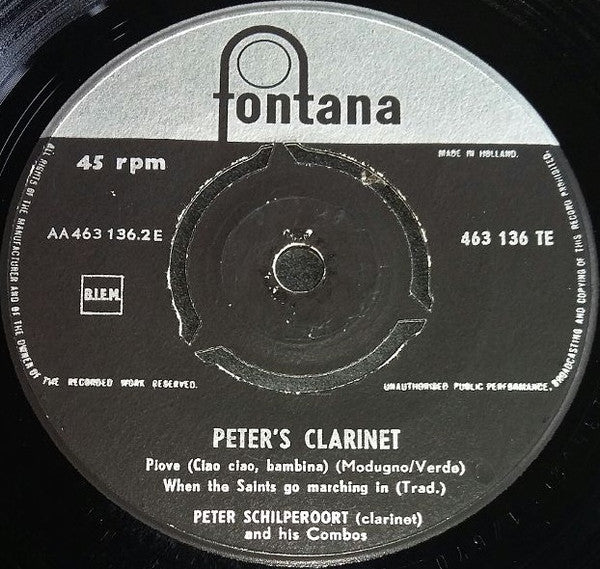 fontana
45 rpm
MADE IN HOLLAND.
AA 463 136.2 E
463 136 TE
B.I.E.M.
ALL RIGHTS OF THE MANUFACTURER AND OF THE OWNER OF THE RECORDED WORK RESERVED.
UNAUTHORISED PUBLIC PERFORMANCE, BROADCASTING AND COPYING OF THIS RECORD PROHIBITED.
PETER'S CLARINET
Piove (Ciao ciao, bambina) (Modugno/Verde)
When the Saints go marching in (Trad.)
PETER SCHILPEROORT (clarinet)
and his Combos